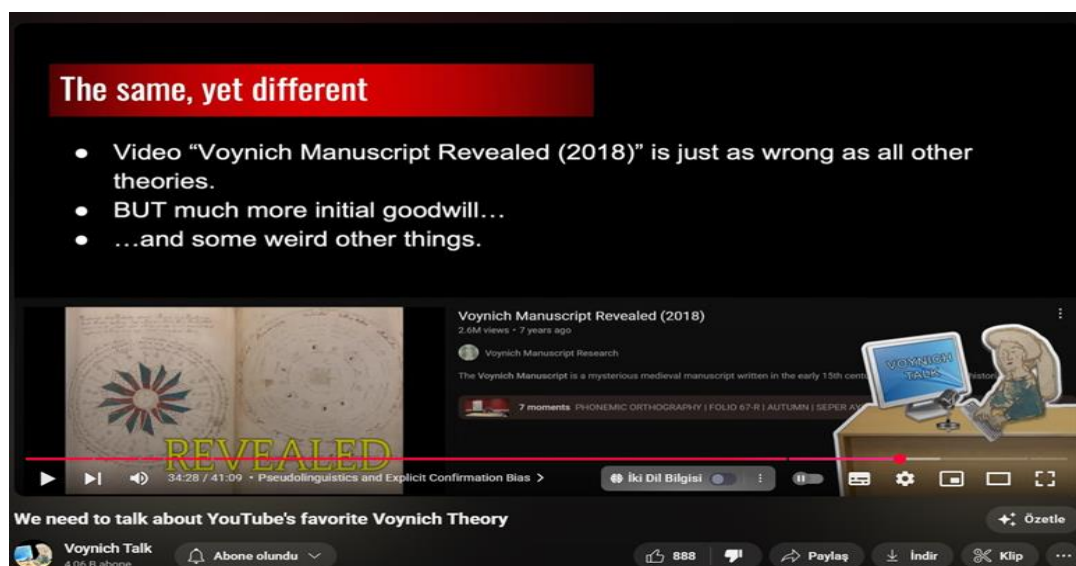 The same, yet different
● Video “Voynich Manuscript Revealed (2018)” is just as wrong as all other
theories.
● BUT much more initial goodwill…
● …and some weird other things.
Voynich Manuscript Revealed (2018)
2.6M views • 7 years ago
Voynich Manuscript Research
The Voynich Manuscript is a mysterious medieval manuscript written in the early 15th
7 moments PHONEMIC ORTHOGRAPHY | FOLIO 67-R | AUTUMN | SEPER
VOYNICH
TALK
REVEALED
34:28 / 41:09 • Pseudolinguistics and Explicit Confirmation Bias >
İki Dil Bilgisi
We need to talk about YouTube's favorite Voynich Theory
Özetle
Voynich Talk
4,06 B abone
Abone olundu
888
Paylaş
İndir
Klip